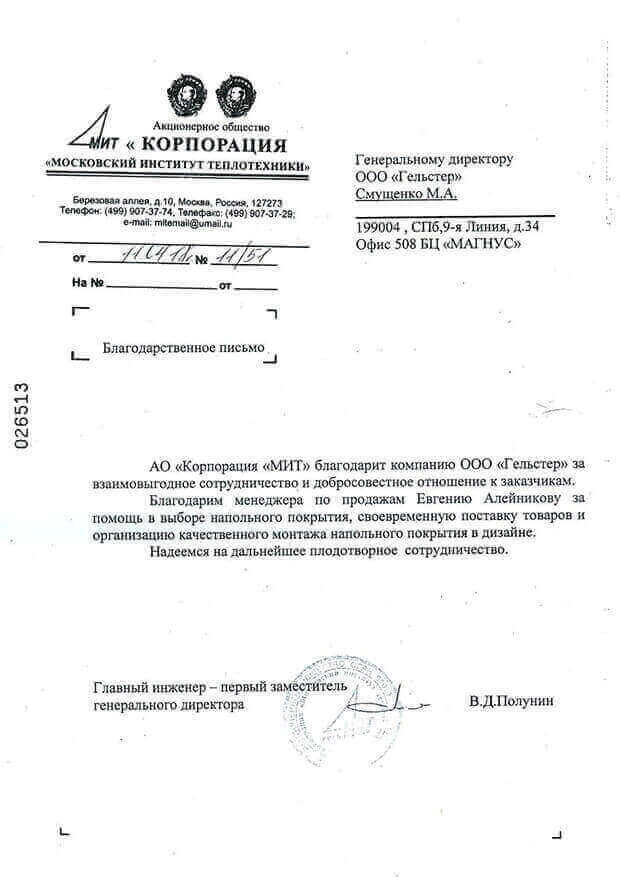 Акционерное общество
МИТ « КОРПОРАЦИЯ
«МОСКОВСКИЙ ИНСТИТУТ ТЕПЛОТЕХНИКИ»
Березовая аллея, д.10, Москва, Россия, 127273
Телефон: (499) 907-37-74, Телефакс: (499) 907-37-29;
e-mail: mitemail@umail.ru
от 11 04 18г. № 11/51
На № от
Генеральному директору
ООО «Гельстер»
Смущенко М.А.
199004 , СПб,9-я Линия, д.34
Офис 508 БЦ «МАГНУС»
Благодарственное письмо
026513
АО «Корпорация «МИТ» благодарит компанию ООО «Гельстер» за
взаимовыгодное сотрудничество и добросовестное отношение к заказчикам.
Благодарим менеджера по продажам Евгению Алейникову за
помощь в выборе напольного покрытия, своевременную поставку товаров и
организацию качественного монтажа напольного покрытия в дизайне.
Надеемся на дальнейшее плодотворное сотрудничество.
Главный инженер – первый заместитель
генерального директора
В.Д.Полунин